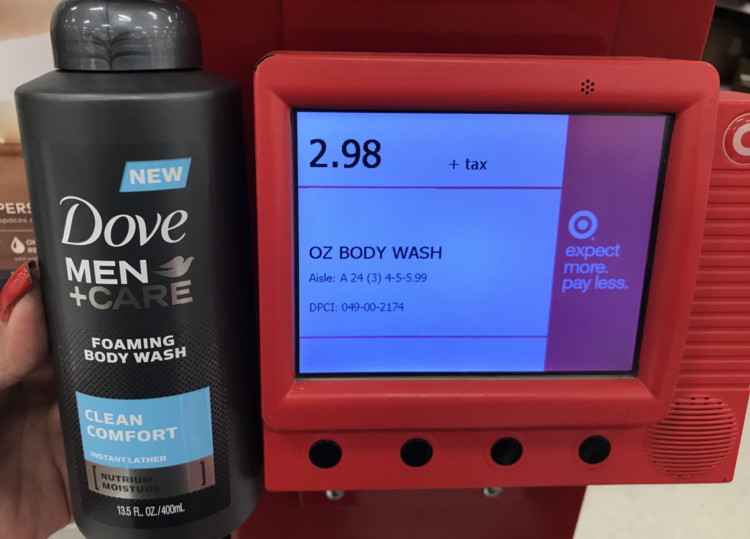 NEW
Dove
MEN
+CARE
FOAMING
BODY WASH
CLEAN
COMFORT
INSTANT LATHER
NUTRIUM
MOISTURE
13.5 FL. OZ./400mL
2.98 + tax
OZ BODY WASH
Aisle: A 24 (3) 4-5-5.99
DPCI: 049-00-2174
expect
more.
pay less.